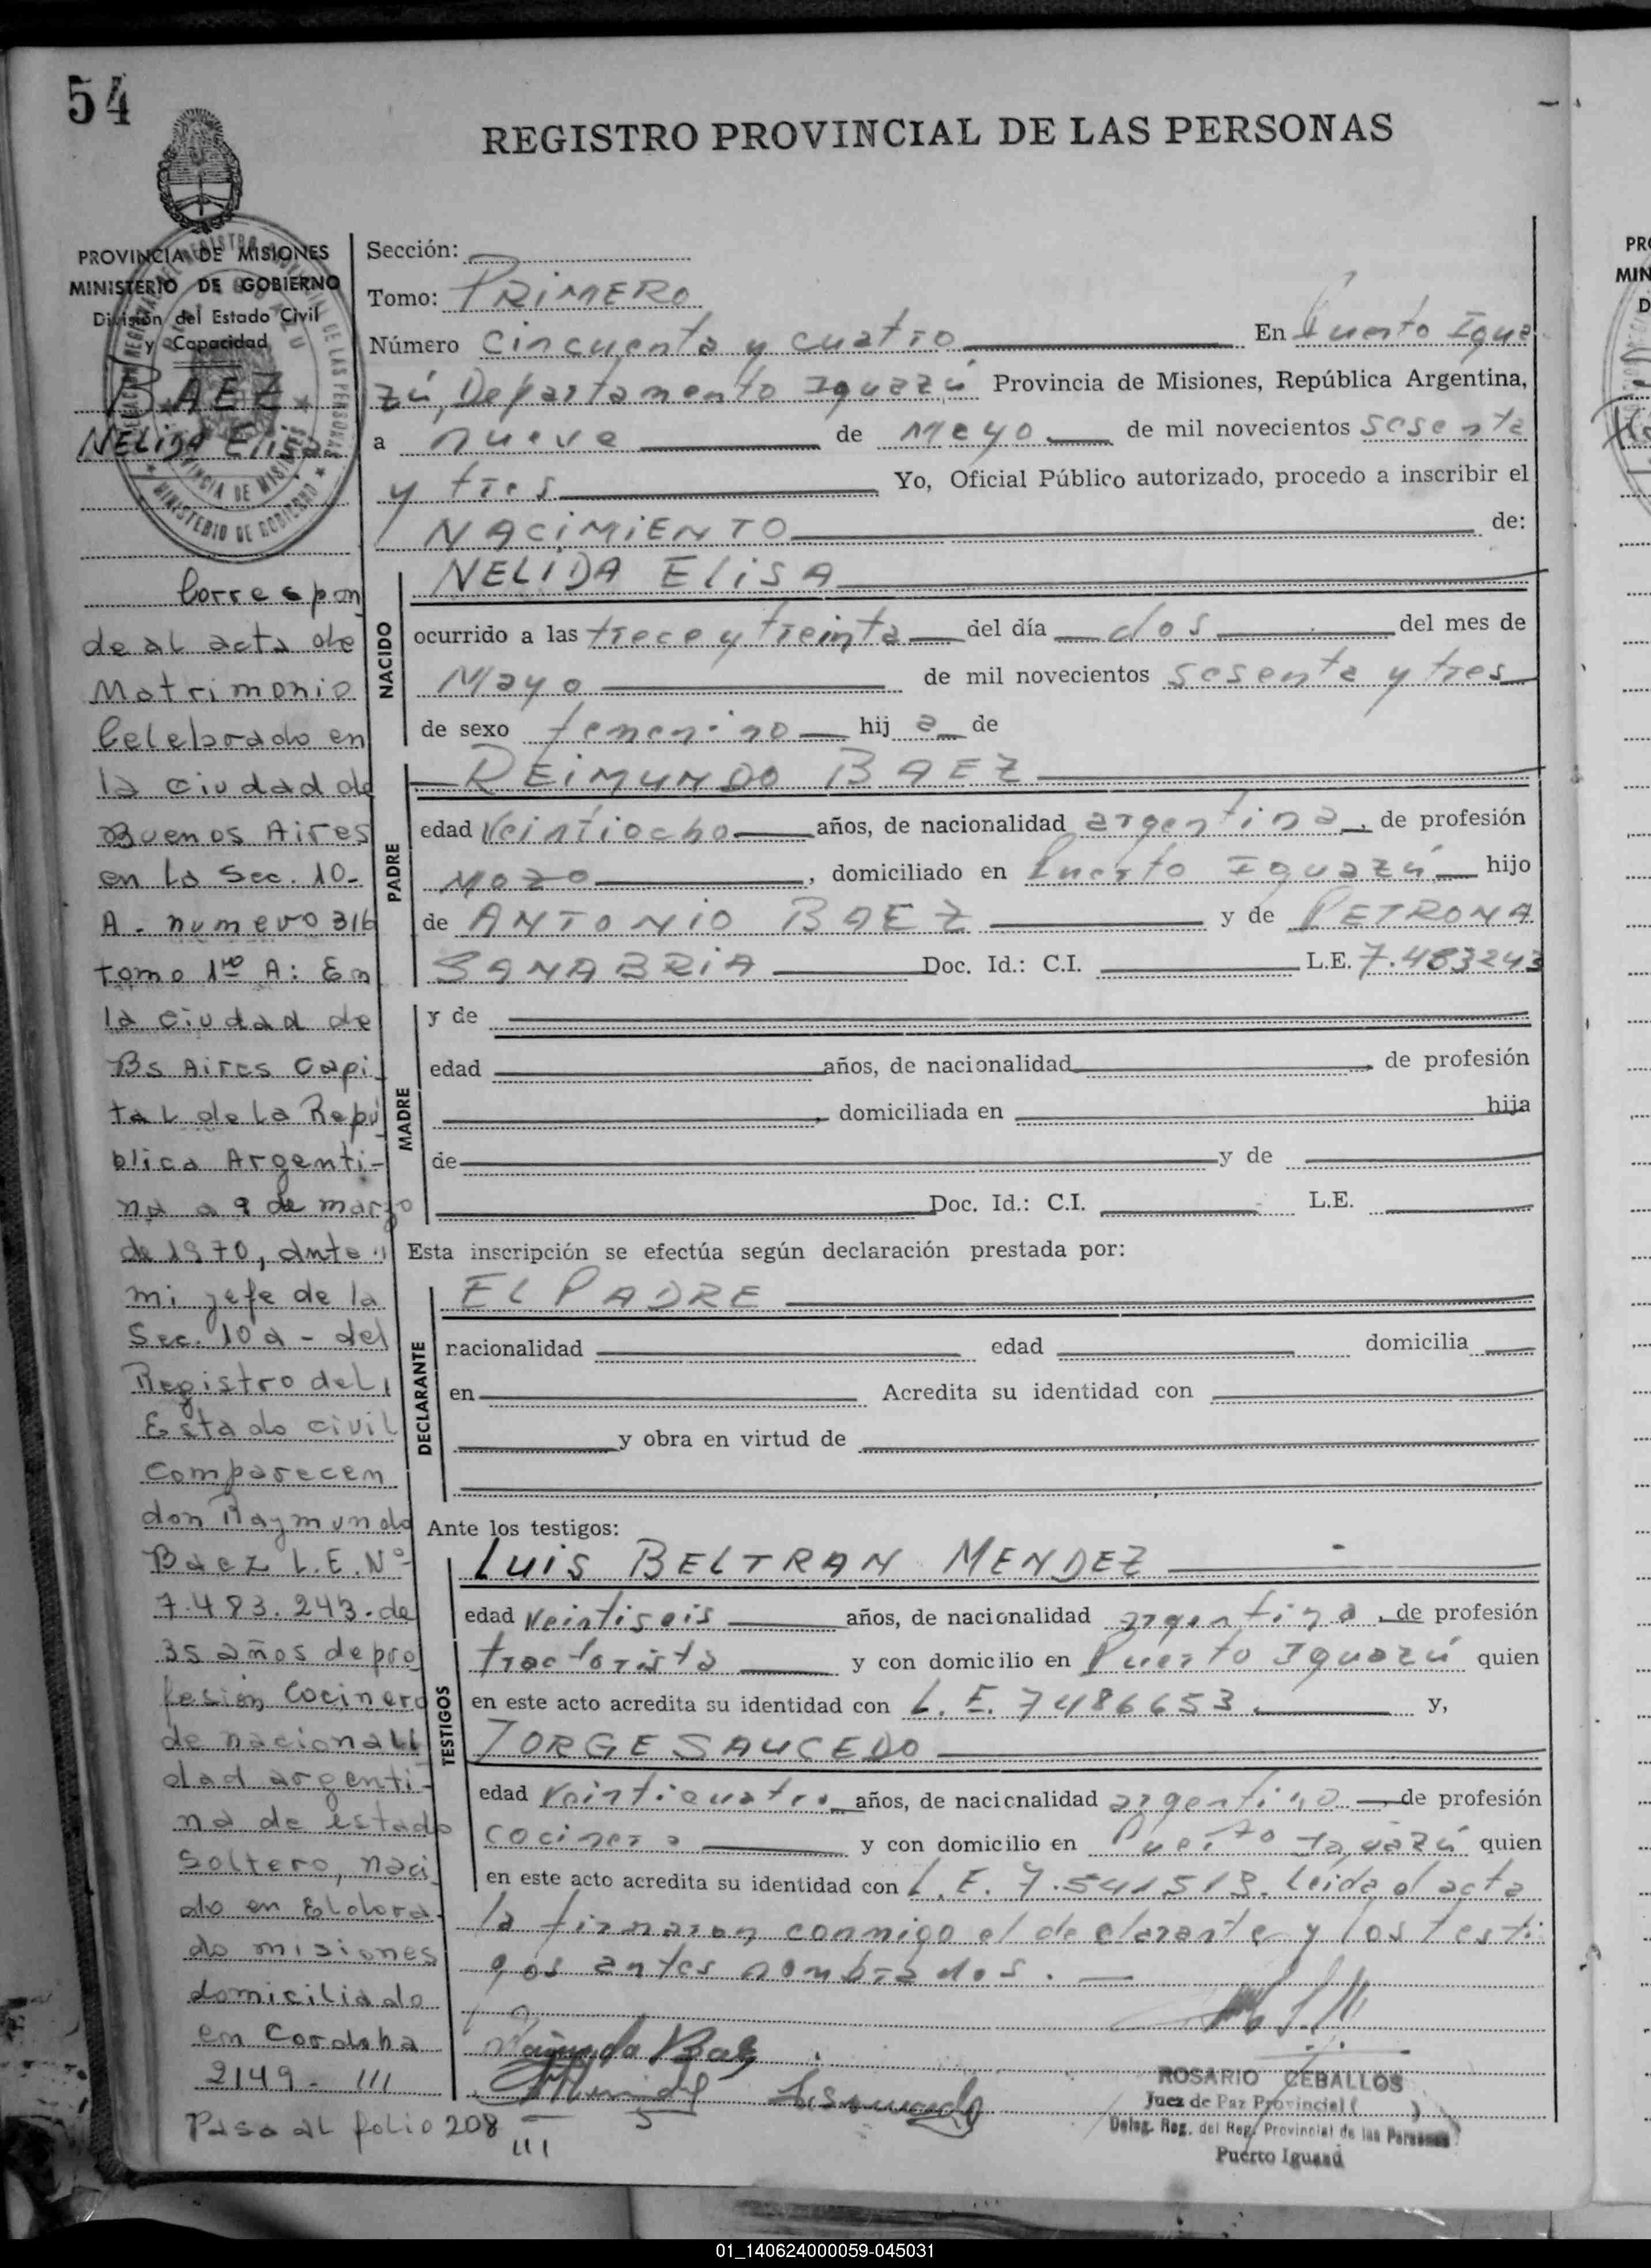 54
REGISTRO PROVINCIAL DE LAS PERSONAS
PROVINCIA DE MISIONES
MINISTERIO DE GOBIERNO
División del Estado Civil
y Capacidad
BAEZ
NELIDA Elisa
Correspon
de al acta de
Matrimonio
Celebrado en
la ciudad de
Buenos Aires
en la Sec. 10-
A - numero 316
tomo 1ro A: En
la ciudad de
Bs Aires Capi
tal de la Repú
blica Argenti-
na a 9 de marzo
de 1970, ante
mi jefe de la
Sec. 10 a - del
Registro del
Estado civil
Comparecen
don Raymundo
Baez L.E. Nº
7.483.243.de
35 años de pro
fesion Cocinero
de nacionali
dad argenti-
na de estado
Soltero, naci
do en Eldora-
do misiones
domiciliado
en Cordoba
2149- ///
Pasa al folio 208
///
Sección:
Tomo: PRIMERO
Número Cincuenta y cuatro En Puerto Igua
zú, Departamento Iguazú Provincia de Misiones, República Argentina,
a nueve de Mayo de mil novecientos sesenta
y tres Yo, Oficial Público autorizado, procedo a inscribir el
NACIMIENTO de:
NACIDO
NELIDA ELISA
ocurrido a las trece y treinta del día dos del mes de
Mayo de mil novecientos sesenta y tres
de sexo femenino hij a de
PADRE
REIMUNDO BAEZ
edad Veintiocho años, de nacionalidad argentina, de profesión
Mozo, domiciliado en Puerto Iguazú hijo
de ANTONIO BAEZ y de PETRONA
SANABRIA Doc. Id.: C.I. L.E. 7.483243
MADRE
y de
edad años, de nacionalidad de profesión
, domiciliada en hija
de y de
Doc. Id.: C.I. L.E.
Esta inscripción se efectúa según declaración prestada por:
DECLARANTE
EL PADRE
nacionalidad edad domicilia
en Acredita su identidad con
y obra en virtud de
Ante los testigos:
TESTIGOS
LUIS BELTRAN MENDEZ
edad Veintiseis años, de nacionalidad argentina, de profesión
tractorista y con domicilio en Puerto Iguazú quien
en este acto acredita su identidad con L.E. 7486653. y,
JORGE SAUCEDO
edad Veinticuatro años, de nacionalidad argentino de profesión
cocinero y con domicilio en Puerto Iguazú quien
en este acto acredita su identidad con L.E. 7.541513. Leida el acta
la firmaron conmigo el declarante y los testi
gos antes nombrados.
ROSARIO CEBALLOS
Juez de Paz Provincial ( )
Deleg. Reg. del Reg. Provincial de las Personas
Puerto Iguazú
01_140624000059-045031